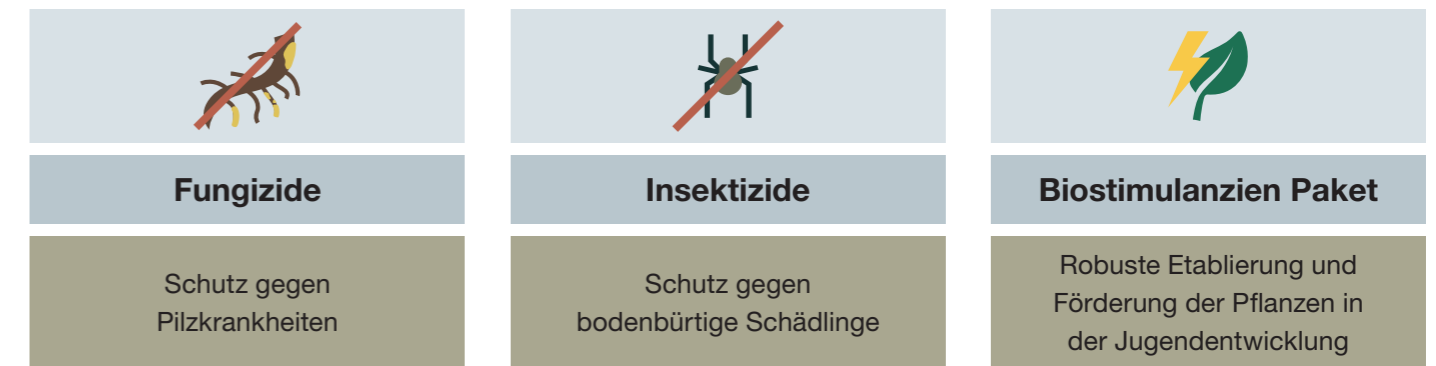 Fungizide
Schutz gegen
Pilzkrankheiten
Insektizide
Schutz gegen
bodenbürtige Schädlinge
Biostimulanzien Paket
Robuste Etablierung und
Förderung der Pflanzen in
der Jugendentwicklung